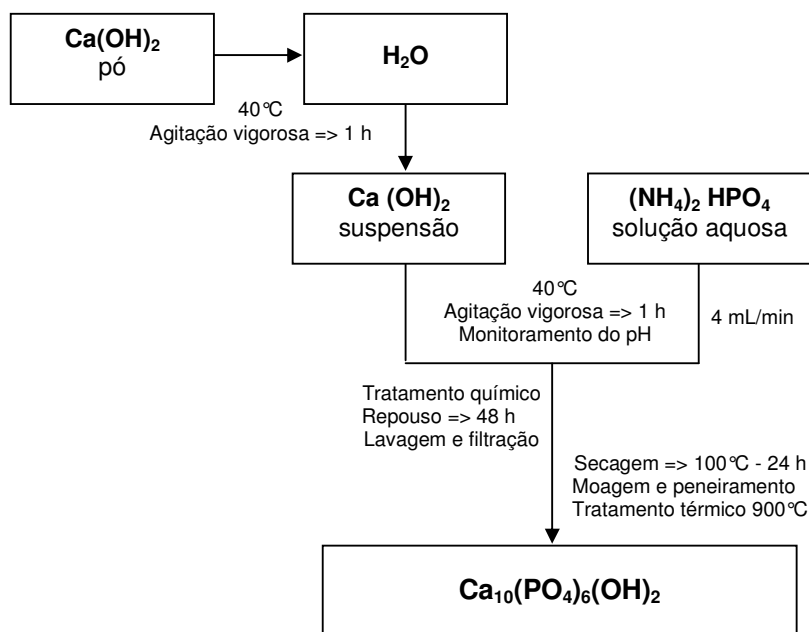 Ca(OH)₂
pó
H₂O
40°C
Agitação vigorosa => 1 h
Ca (OH)₂
suspensão
(NH₄)₂ HPO₄
solução aquosa
40°C
Agitação vigorosa => 1 h
Monitoramento do pH
4 mL/min
Tratamento químico
Repouso => 48 h
Lavagem e filtração
Secagem => 100°C - 24 h
Moagem e peneiramento
Tratamento térmico 900°C
Ca₁₀(PO₄)₆(OH)₂